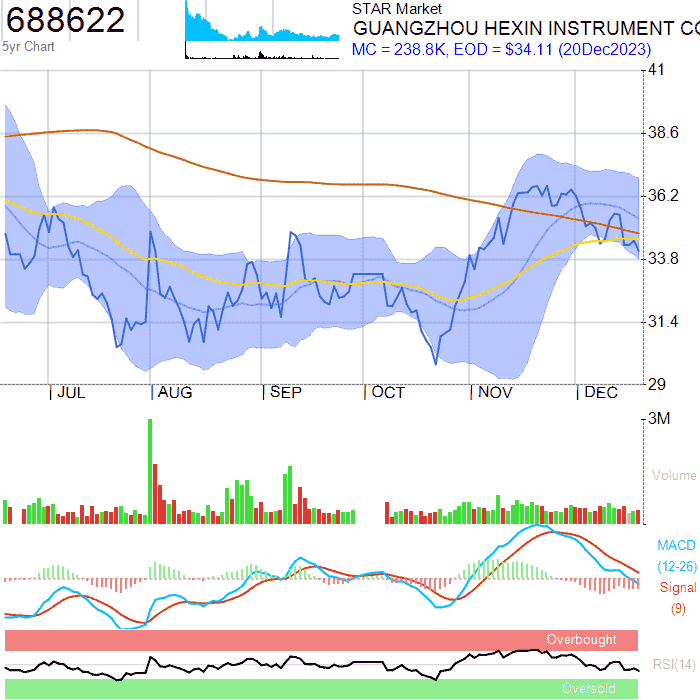 688622
5yr Chart
STAR Market
GUANGZHOU HEXIN INSTRUMENT CO
MC = 238.8K, EOD = $34.11 (20Dec2023)
41
38.6
36.2
33.8
31.4
29
JUL AUG SEP OCT NOV DEC
3M
Volume
MACD
(12-26)
Signal
(9)
Overbought
RSI(14)
Oversold